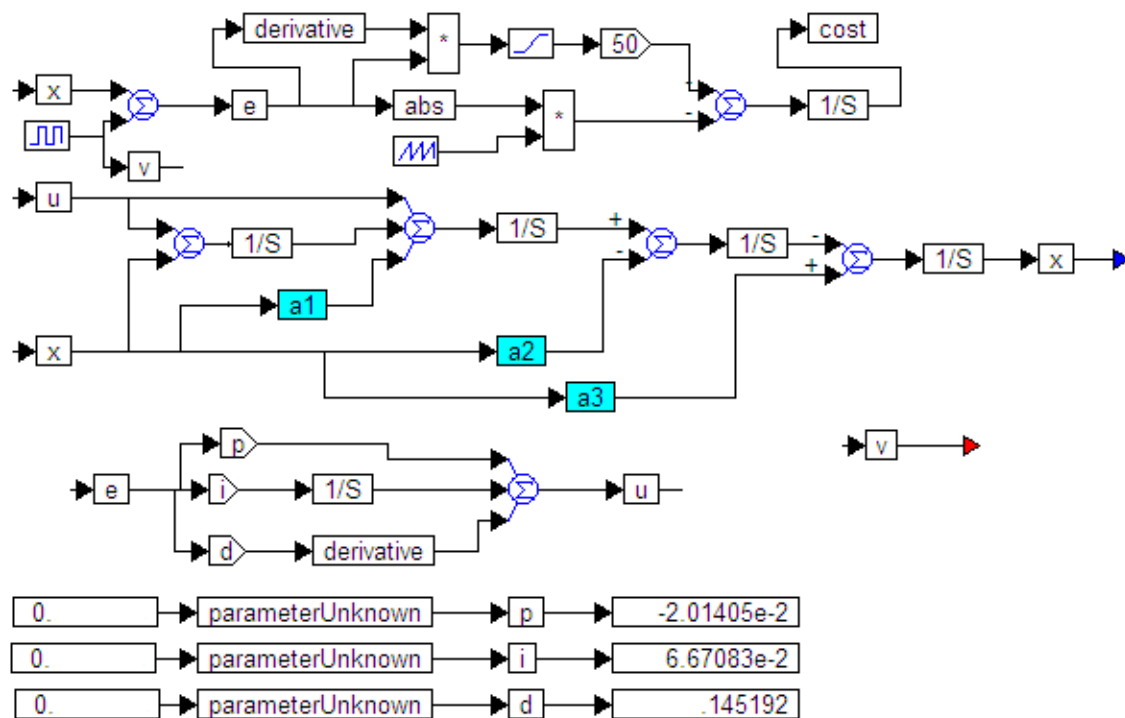 derivative * 50 cost
x Σ e abs * Σ 1/S
v
u
Σ 1/S Σ 1/S + - Σ 1/S - + Σ 1/S x
a1
x a2
a3
p v
e i 1/S Σ u
d derivative
0. parameterUnknown p -2.01405e-2
0. parameterUnknown i 6.67083e-2
0. parameterUnknown d .145192